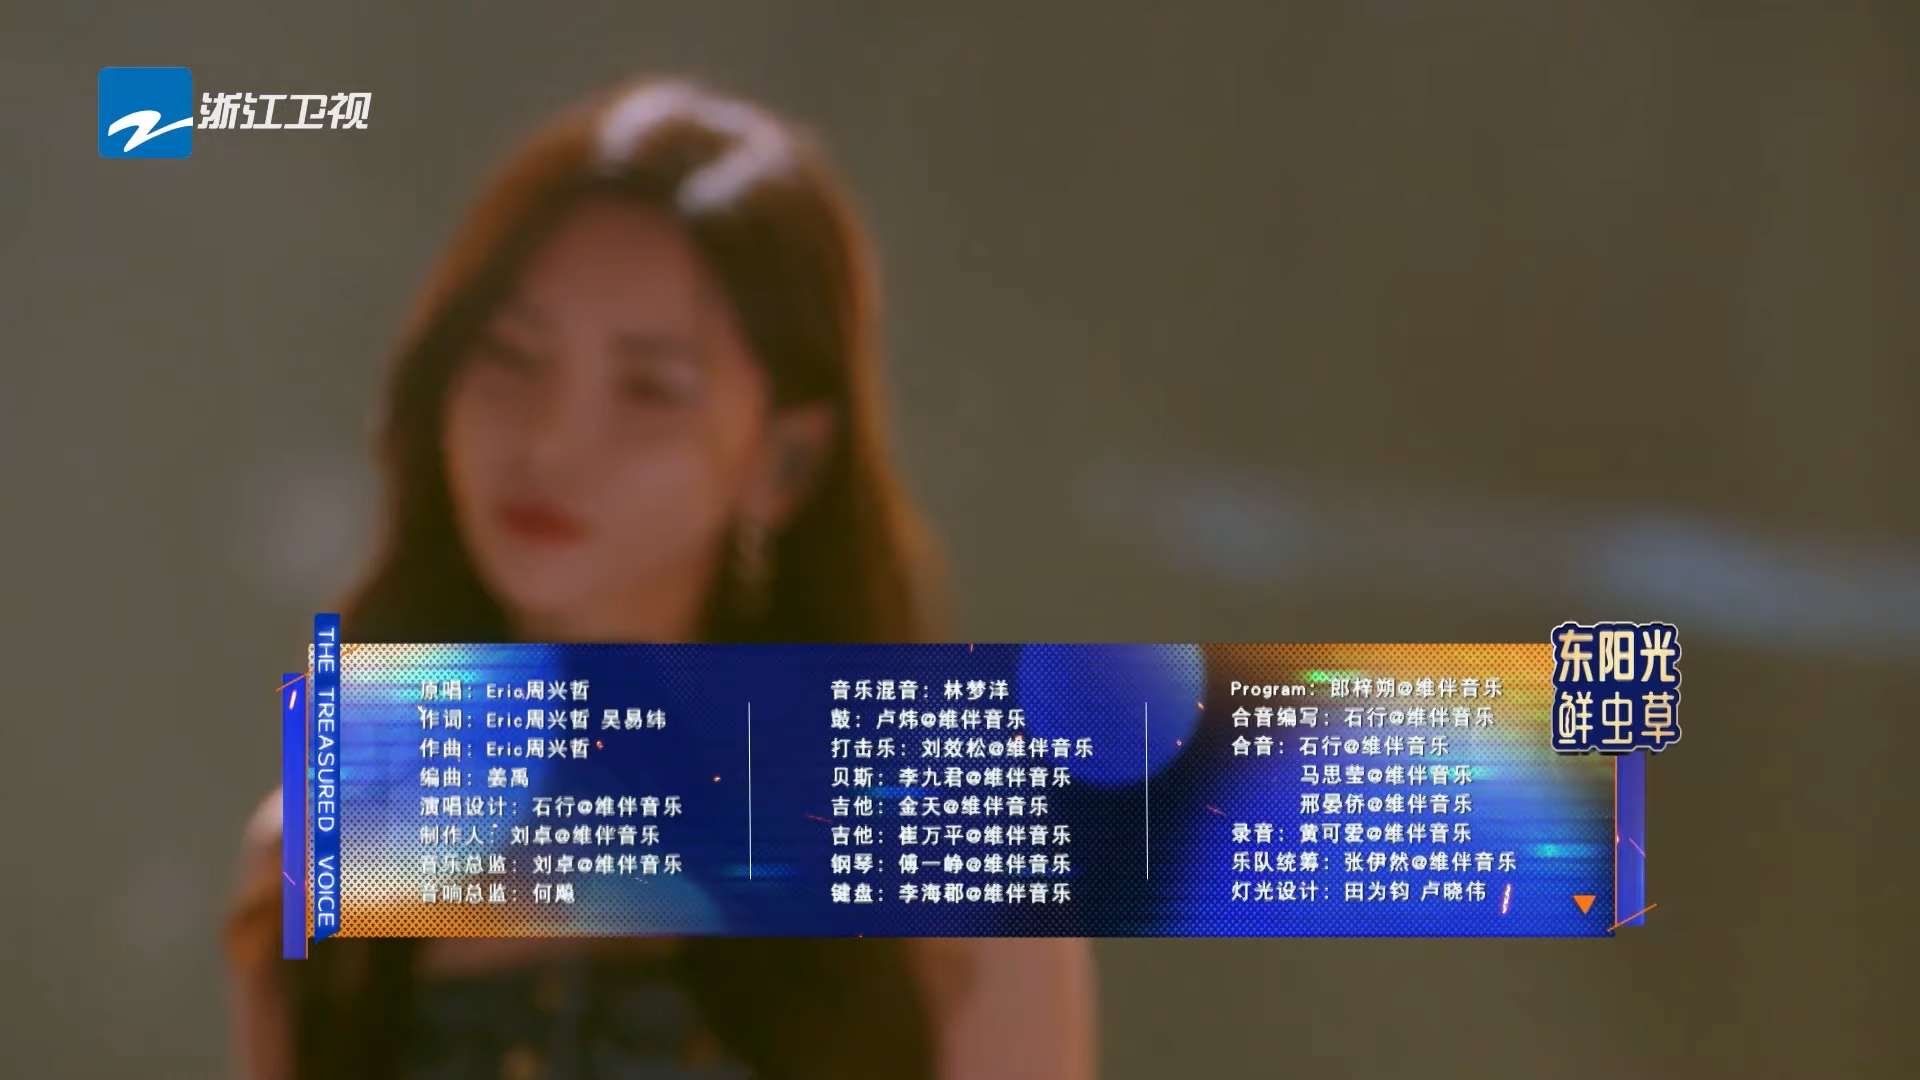 浙江卫视
THE TREASURED VOICE
东阳光
鲜虫草
原唱：Eric周兴哲
作词：Eric周兴哲 吴易纬
作曲：Eric周兴哲
编曲：姜禹
演唱设计：石行@维伴音乐
制作人：刘卓@维伴音乐
音乐总监：刘卓@维伴音乐
音响总监：何飚
音乐混音：林梦洋
鼓：卢炜@维伴音乐
打击乐：刘效松@维伴音乐
贝斯：李九君@维伴音乐
吉他：金天@维伴音乐
吉他：崔万平@维伴音乐
钢琴：傅一峥@维伴音乐
键盘：李海郡@维伴音乐
Program：郎梓朔@维伴音乐
合音编写：石行@维伴音乐
合音：石行@维伴音乐
马思莹@维伴音乐
邢晏侨@维伴音乐
录音：黄可爱@维伴音乐
乐队统筹：张伊然@维伴音乐
灯光设计：田为钧 卢晓伟